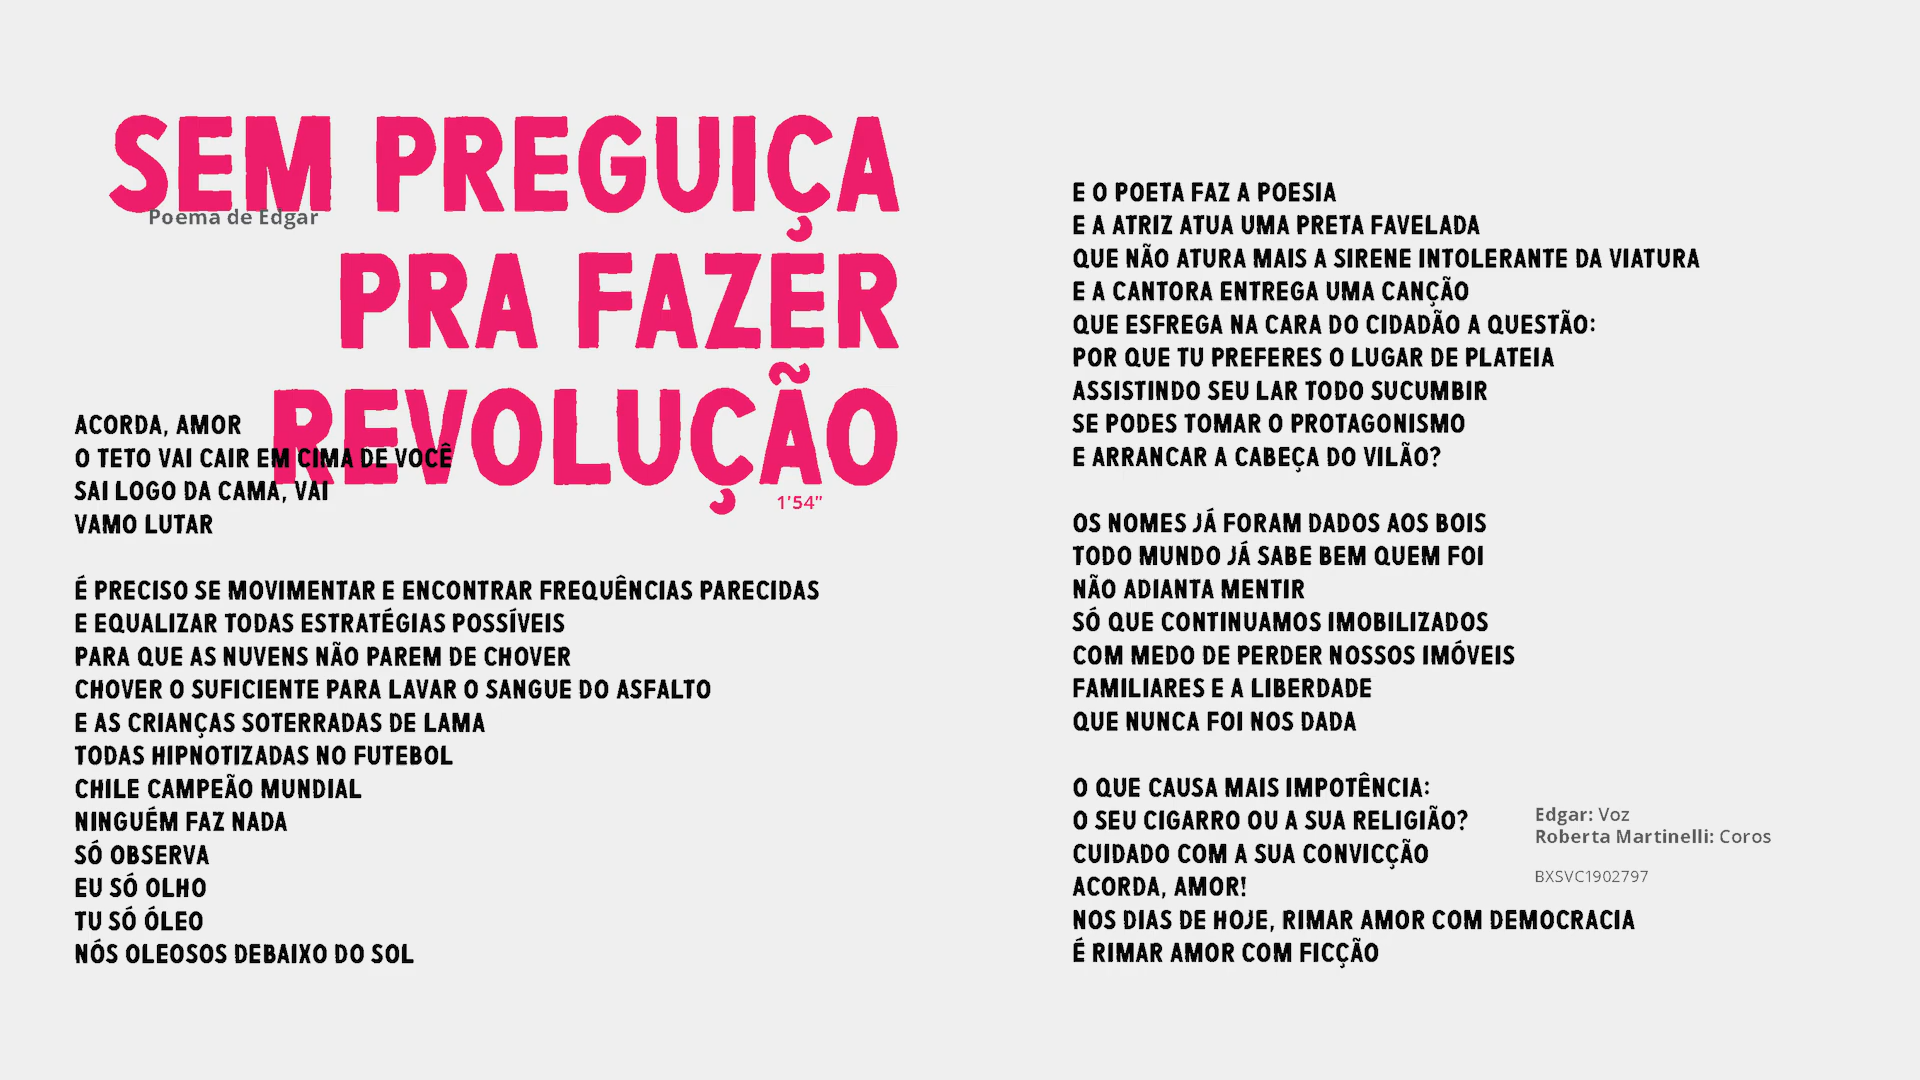 SEM PREGUIÇA
PRA FAZER
REVOLUÇÃO
Poema de Edgar
1'54"
ACORDA, AMOR
O TETO VAI CAIR EM CIMA DE VOCÊ
SAI LOGO DA CAMA, VAI
VAMO LUTAR
É PRECISO SE MOVIMENTAR E ENCONTRAR FREQUÊNCIAS PARECIDAS
E EQUALIZAR TODAS ESTRATÉGIAS POSSÍVEIS
PARA QUE AS NUVENS NÃO PAREM DE CHOVER
CHOVER O SUFICIENTE PARA LAVAR O SANGUE DO ASFALTO
E AS CRIANÇAS SOTERRADAS DE LAMA
TODAS HIPNOTIZADAS NO FUTEBOL
CHILE CAMPEÃO MUNDIAL
NINGUÉM FAZ NADA
SÓ OBSERVA
EU SÓ OLHO
TU SÓ ÓLEO
NÓS OLEOSOS DEBAIXO DO SOL
E O POETA FAZ A POESIA
E A ATRIZ ATUA UMA PRETA FAVELADA
QUE NÃO ATURA MAIS A SIRENE INTOLERANTE DA VIATURA
E A CANTORA ENTREGA UMA CANÇÃO
QUE ESFREGA NA CARA DO CIDADÃO A QUESTÃO:
POR QUE TU PREFERES O LUGAR DE PLATEIA
ASSISTINDO SEU LAR TODO SUCUMBIR
SE PODES TOMAR O PROTAGONISMO
E ARRANCAR A CABEÇA DO VILÃO?
OS NOMES JÁ FORAM DADOS AOS BOIS
TODO MUNDO JÁ SABE BEM QUEM FOI
NÃO ADIANTA MENTIR
SÓ QUE CONTINUAMOS IMOBILIZADOS
COM MEDO DE PERDER NOSSOS IMÓVEIS
FAMILIARES E A LIBERDADE
QUE NUNCA FOI NOS DADA
O QUE CAUSA MAIS IMPOTÊNCIA:
O SEU CIGARRO OU A SUA RELIGIÃO?
CUIDADO COM A SUA CONVICÇÃO
ACORDA, AMOR!
NOS DIAS DE HOJE, RIMAR AMOR COM DEMOCRACIA
É RIMAR AMOR COM FICÇÃO
Edgar: Voz
Roberta Martinelli: Coros
BXSVC1902797